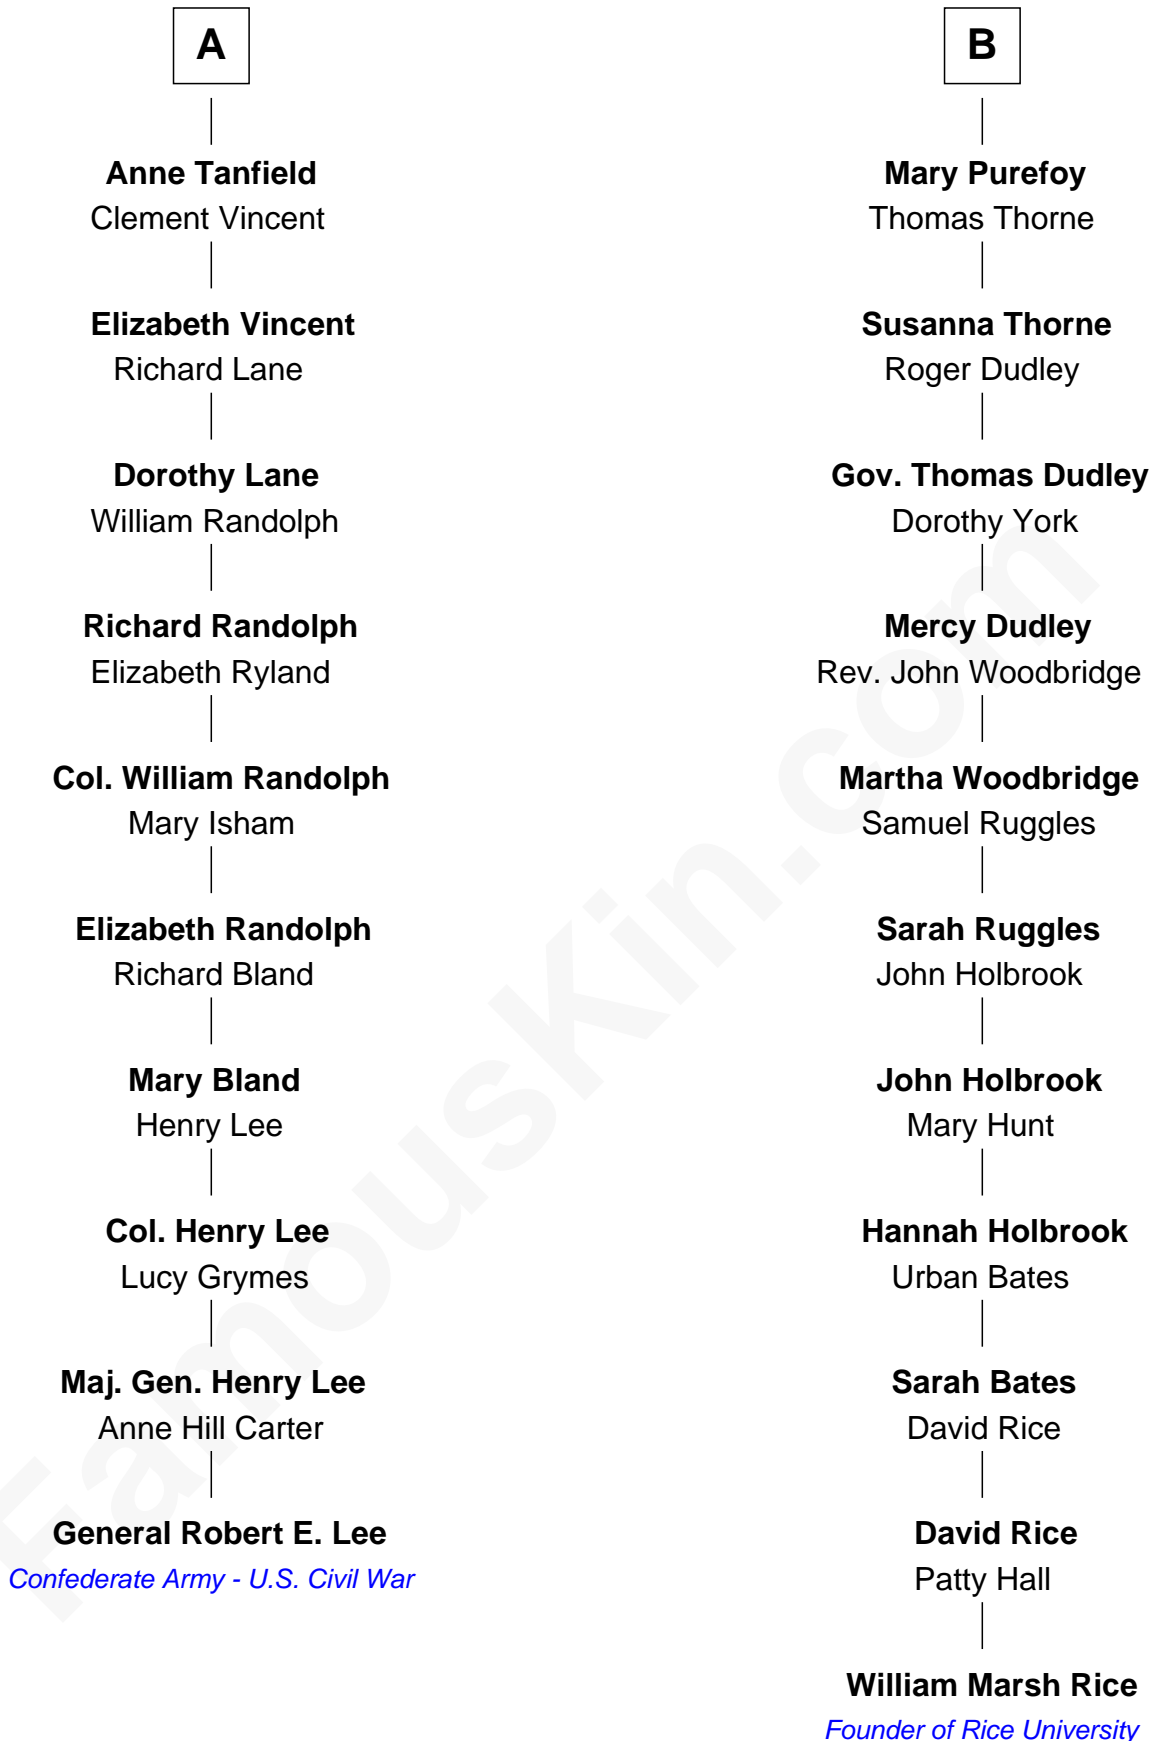 A
Anne Tanfield
Clement Vincent
Elizabeth Vincent
Richard Lane
Dorothy Lane
William Randolph
Richard Randolph
Elizabeth Ryland
Col. William Randolph
Mary Isham
Elizabeth Randolph
Richard Bland
Mary Bland
Henry Lee
Col. Henry Lee
Lucy Grymes
Maj. Gen. Henry Lee
Anne Hill Carter
General Robert E. Lee
Confederate Army - U.S. Civil War
B
Mary Purefoy
Thomas Thorne
Susanna Thorne
Roger Dudley
Gov. Thomas Dudley
Dorothy York
Mercy Dudley
Rev. John Woodbridge
Martha Woodbridge
Samuel Ruggles
Sarah Ruggles
John Holbrook
John Holbrook
Mary Hunt
Hannah Holbrook
Urban Bates
Sarah Bates
David Rice
David Rice
Patty Hall
William Marsh Rice
Founder of Rice University
FamousKin.com